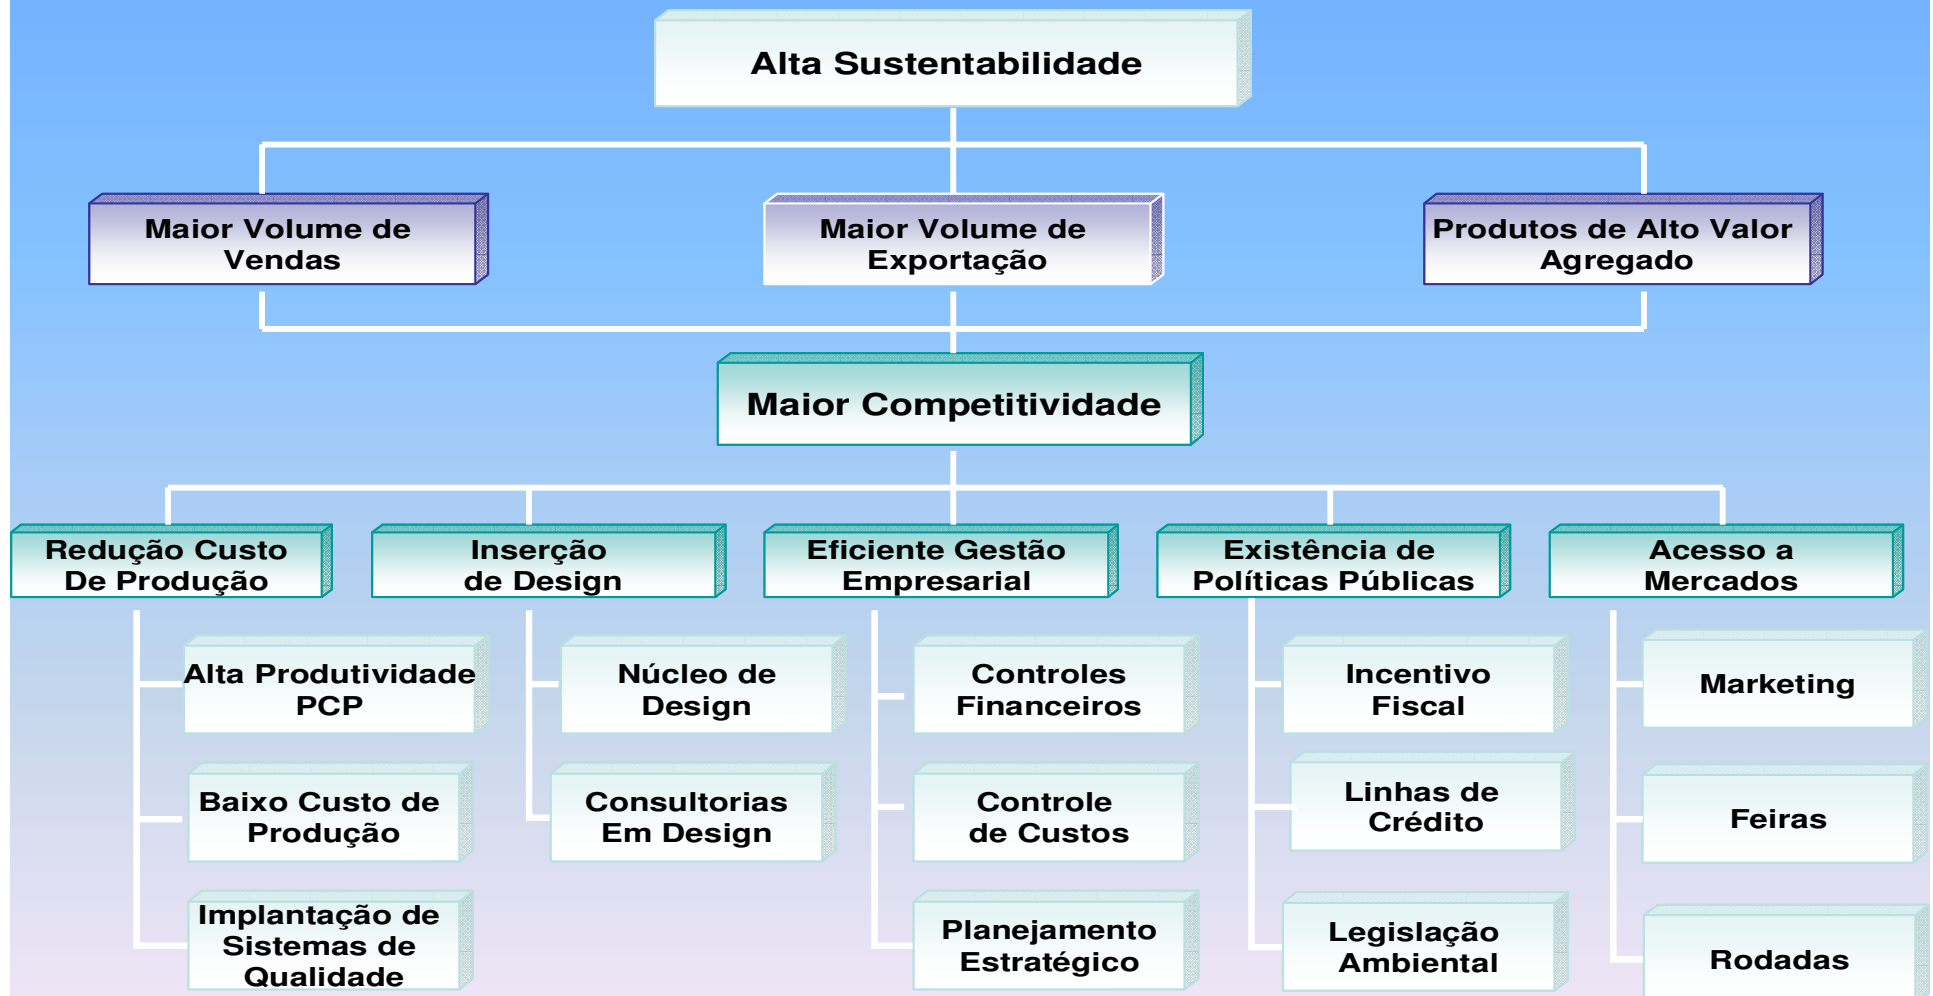 Alta Sustentabilidade
Maior Volume de
Vendas
Maior Volume de
Exportação
Produtos de Alto Valor
Agregado
Maior Competitividade
Redução Custo
De Produção
Inserção
de Design
Eficiente Gestão
Empresarial
Existência de
Políticas Públicas
Acesso a
Mercados
Alta Produtividade
PCP
Baixo Custo de
Produção
Implantação de
Sistemas de
Qualidade
Núcleo de
Design
Consultorias
Em Design
Controles
Financeiros
Controle
de Custos
Planejamento
Estratégico
Incentivo
Fiscal
Linhas de
Crédito
Legislação
Ambiental
Marketing
Feiras
Rodadas